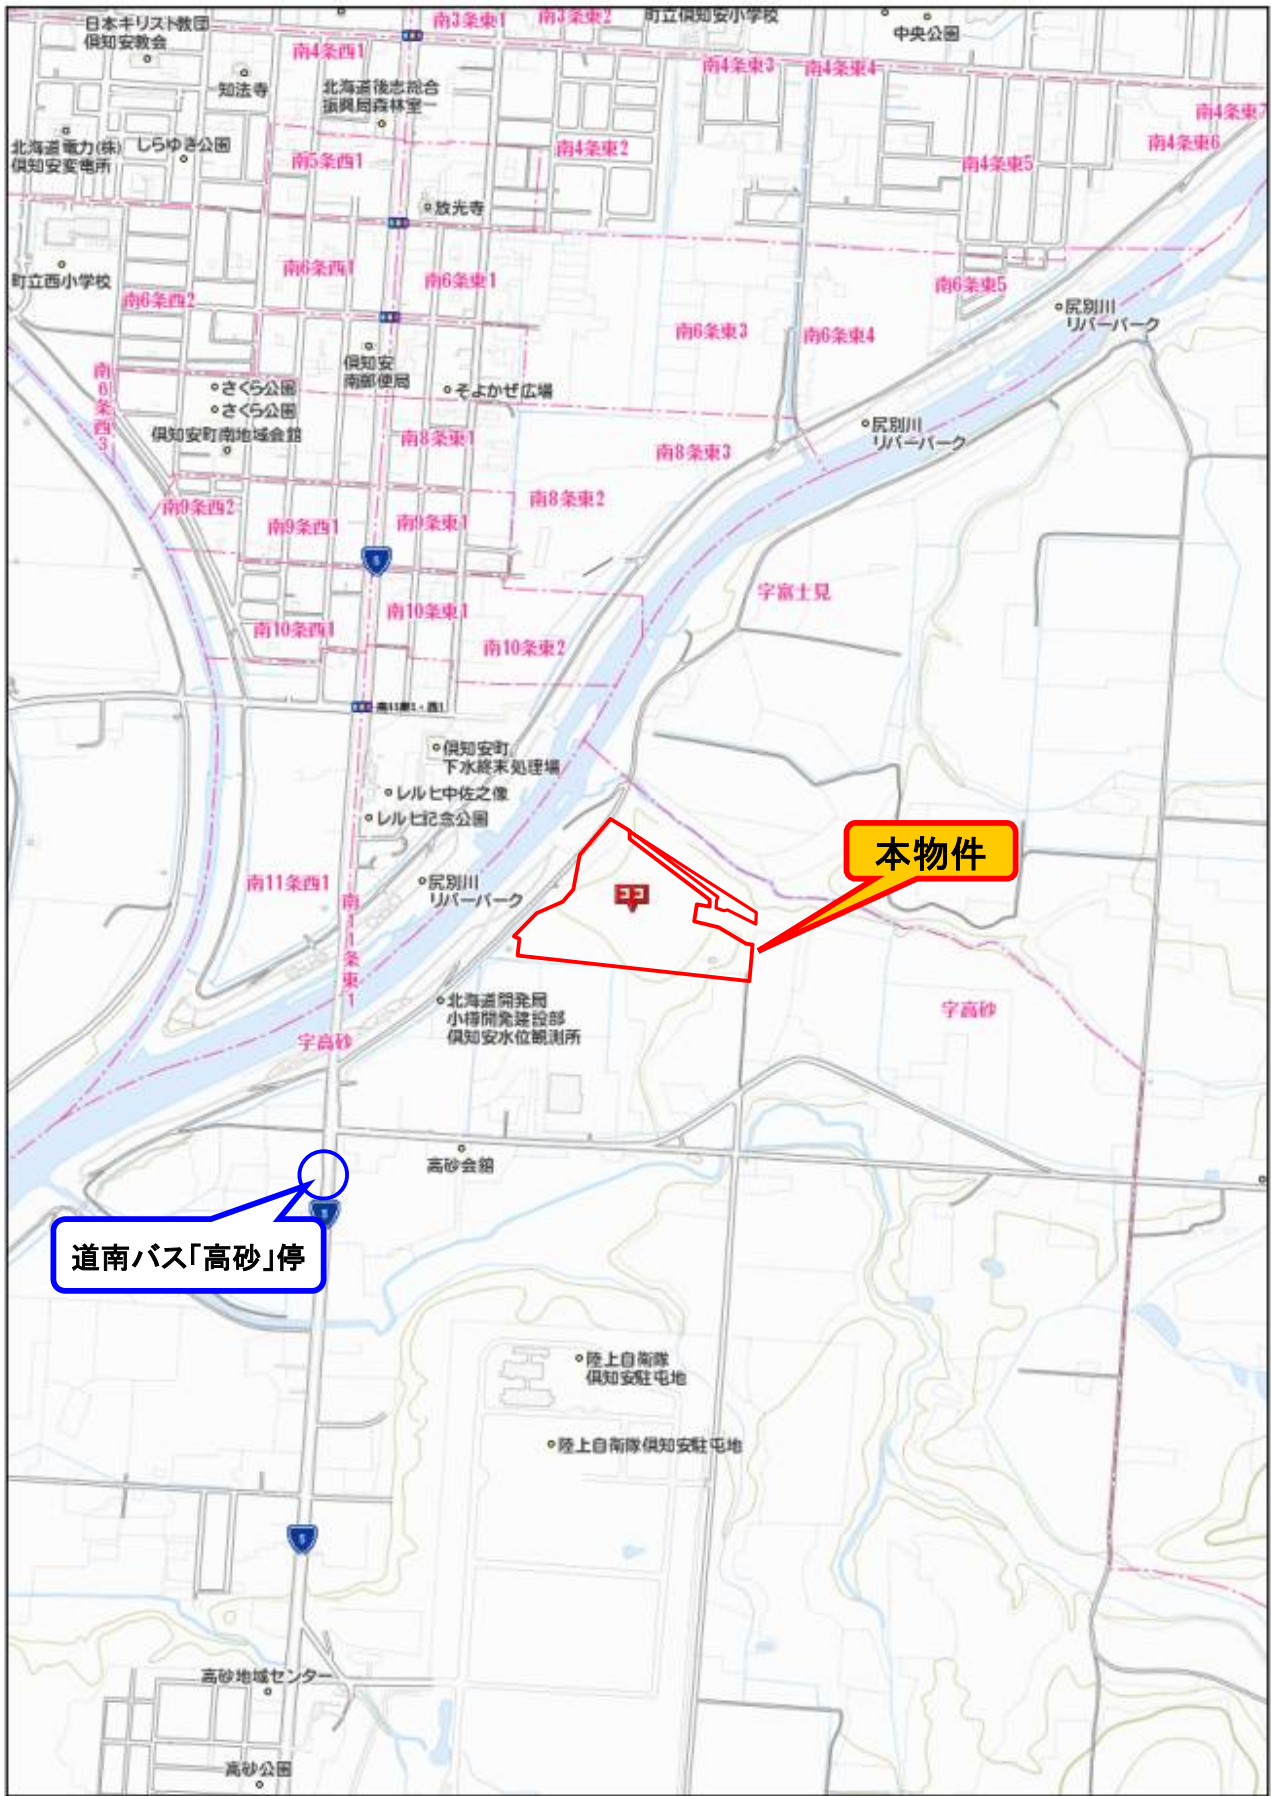 南3条東1
南3条東2
町立倶知安小学校
中央公園
日本キリスト教団
倶知安教会
南4条西1
南4条東3
南4条東4
知法寺
北海道後志総合
振興局森林室
南4条東7
南4条東6
北海道電力(株)
倶知安変電所
しらゆき公園
南5条西1
南4条東2
南4条東5
放光寺
町立西小学校
南6条西1
南6条東1
南6条西2
南6条東5
尻別川
リバーパーク
南6条東3
南6条東4
倶知安
南郵便局
南6条西3
さくら公園
さくら公園
そよかぜ広場
倶知安町南地域会館
南8条東1
尻別川
リバーパーク
南8条東3
南9条西2
南9条西1
南9条東1
南8条東2
5
字富士見
南10条東1
南10条西1
南10条東2
南11東1・西1
倶知安町
下水終末処理場
レルヒ中佐之像
レルヒ記念公園
本物件
南11条西1
尻別川
リバーパーク
ココ
南11条東1
北海道開発局
小樽開発建設部
倶知安水位観測所
字高砂
字高砂
高砂会館
5
道南バス「高砂」停
陸上自衛隊
倶知安駐屯地
陸上自衛隊倶知安駐屯地
5
高砂地域センター
高砂公園